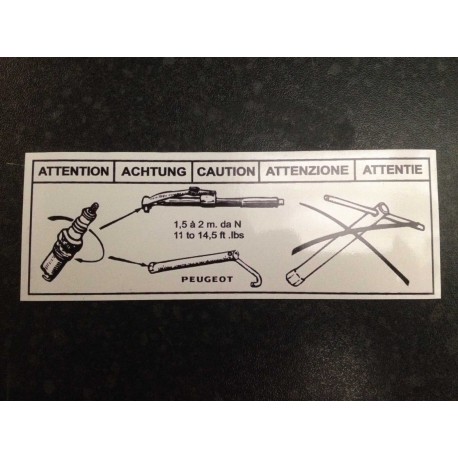 ATTENTION ACHTUNG CAUTION ATTENZIONE ATTENTIE
1,5 à 2 m. da N
11 to 14,5 ft .lbs
PEUGEOT